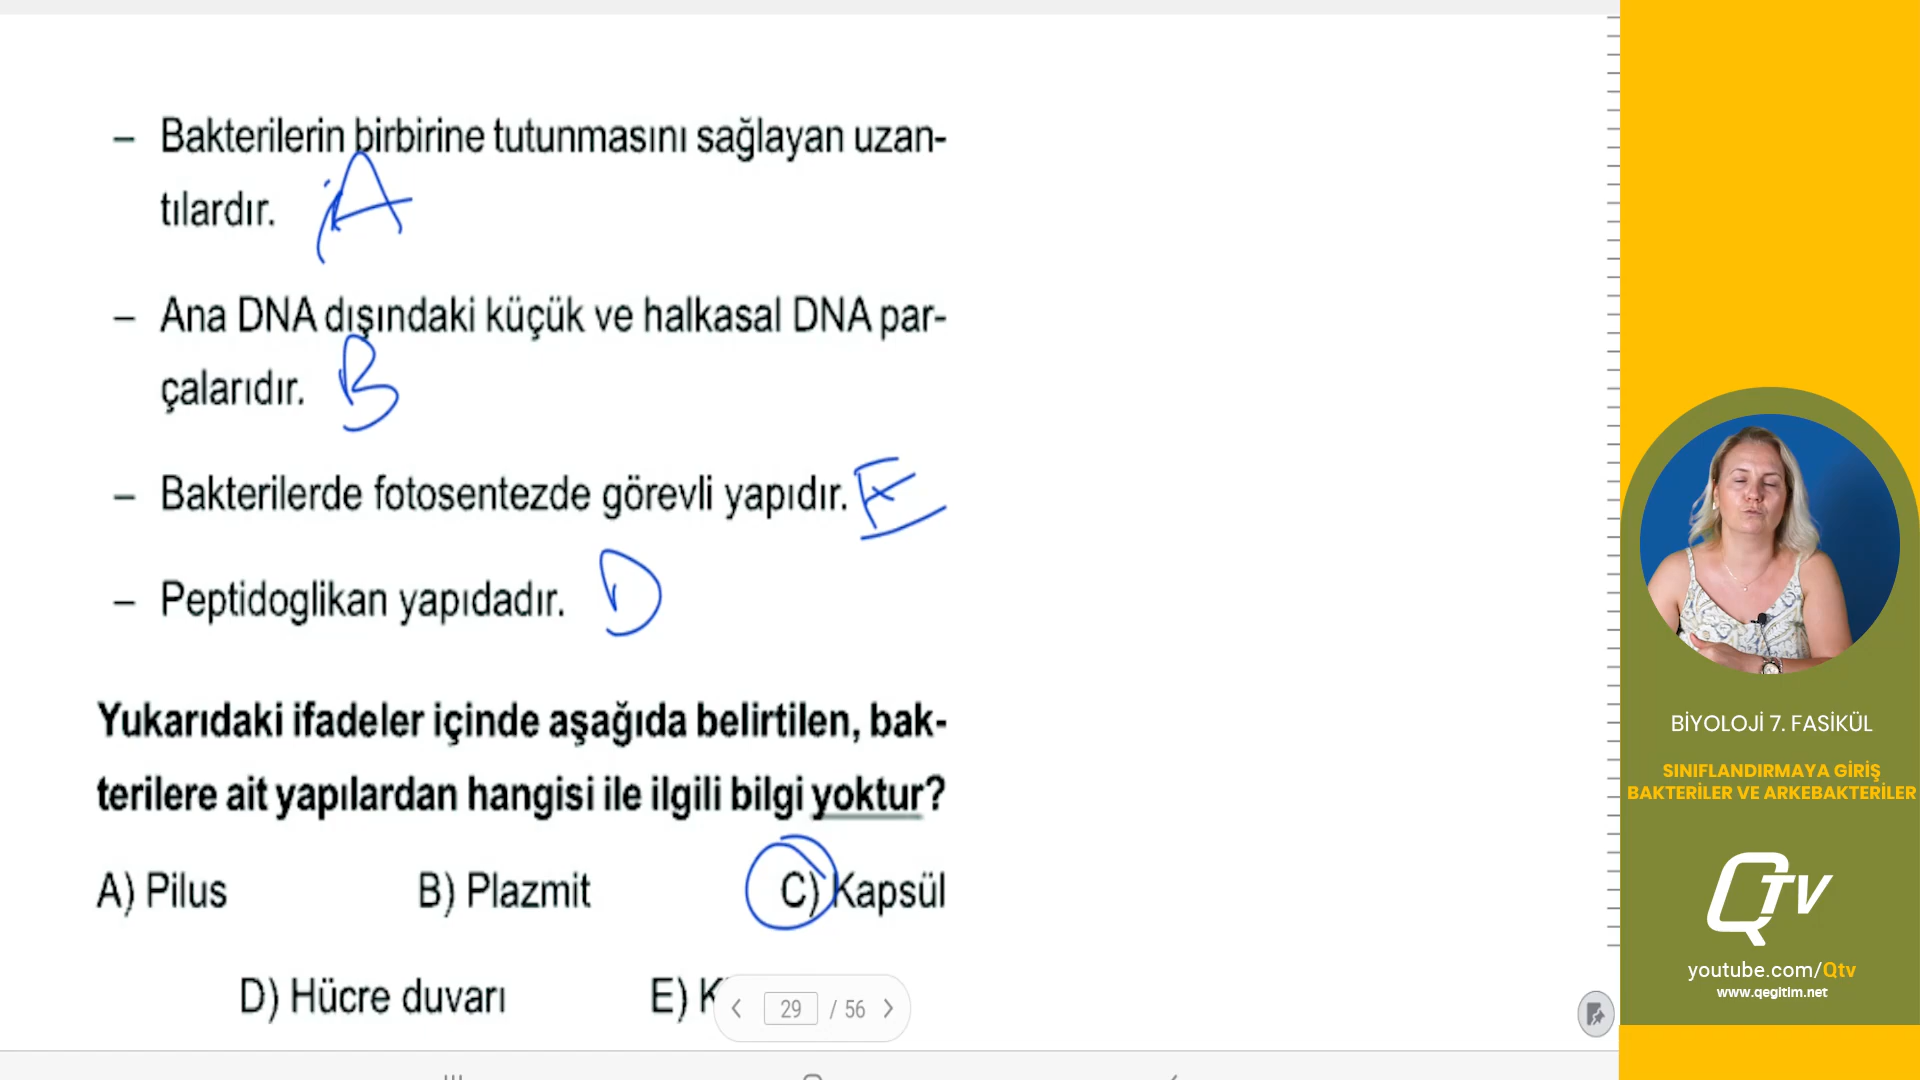 – Bakterilerin birbirine tutunmasını sağlayan uzan-
tılardır. A
– Ana DNA dışındaki küçük ve halkasal DNA par-
çalarıdır. B
– Bakterilerde fotosentezde görevli yapıdır. E
– Peptidoglikan yapıdadır. D
Yukarıdaki ifadeler içinde aşağıda belirtilen, bak-
terilere ait yapılardan hangisi ile ilgili bilgi yoktur?
A) Pilus B) Plazmit C) Kapsül
D) Hücre duvarı E)
29 / 56
BİYOLOJİ 7. FASİKÜL
SINIFLANDIRMAYA GİRİŞ
BAKTERİLER VE ARKEBAKTERİLER
QTV
youtube.com/Qtv
www.qegitim.net